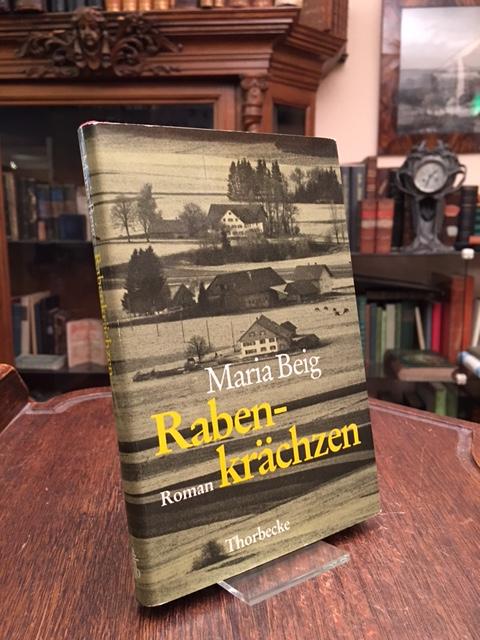 Maria Beig
Raben-
krächzen
Roman
Thorbecke